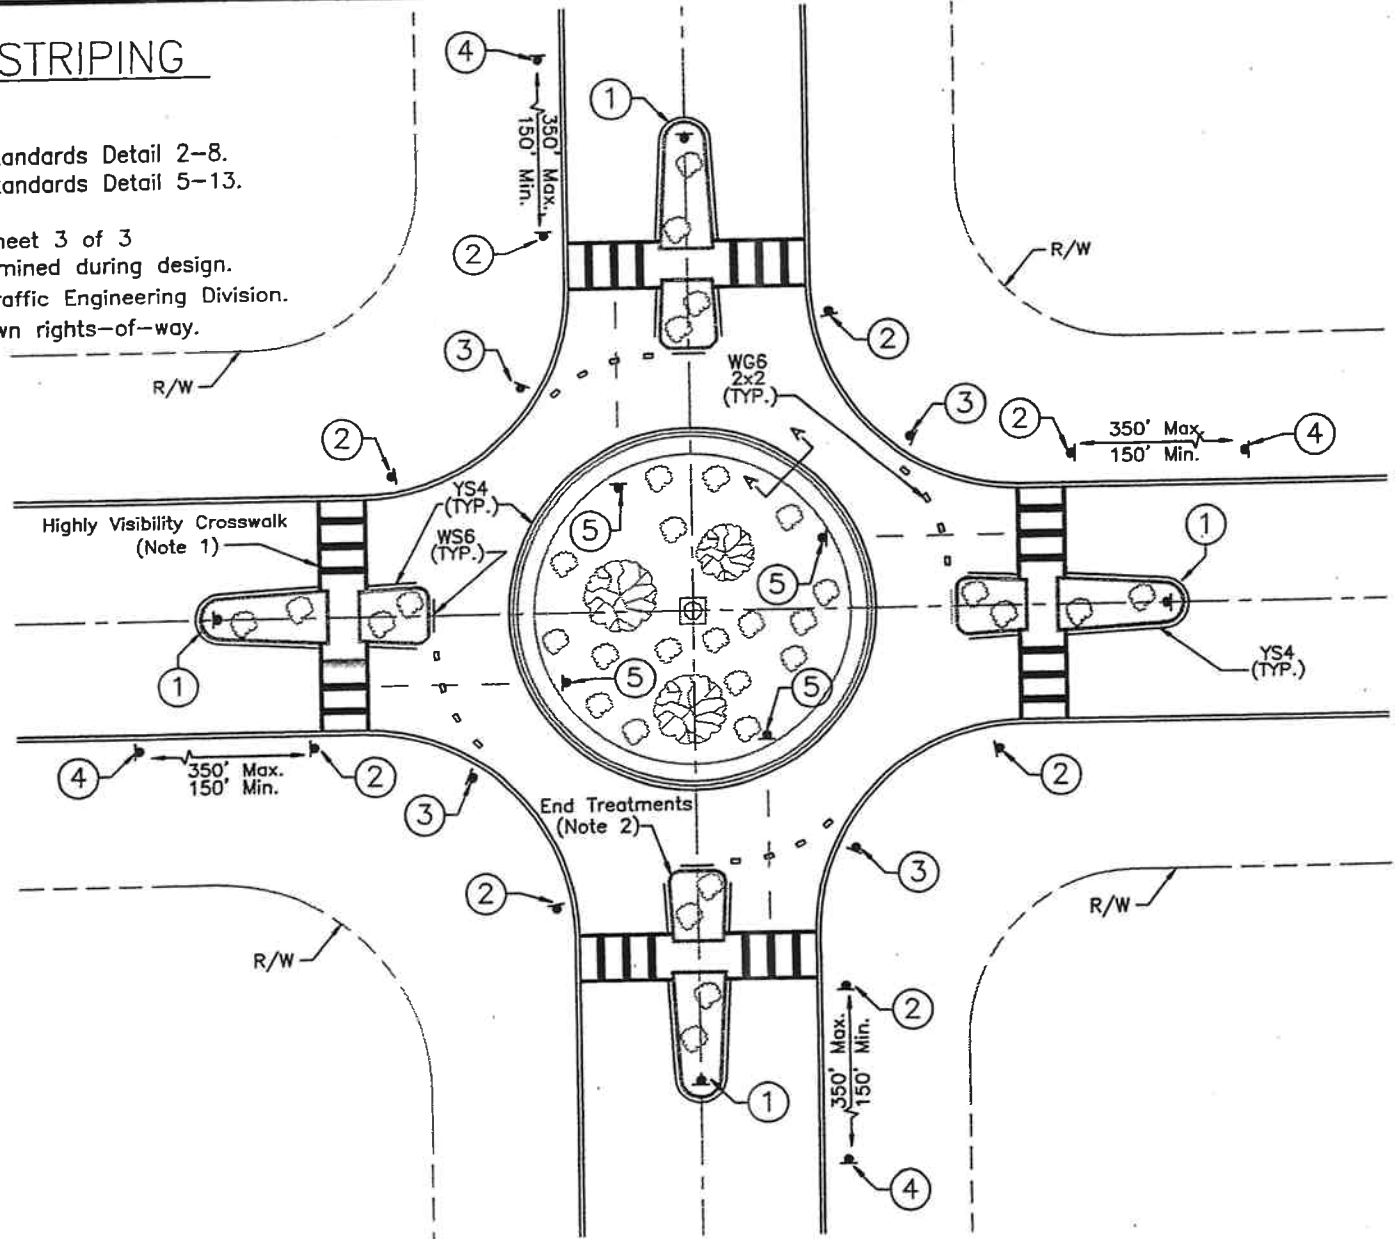 STRIPING
andards Detail 2-8.
andards Detail 5-13.
heet 3 of 3
mined during design.
raffic Engineering Division.
wn rights-of-way.
R/W
4
350' Max.
150' Min.
1
2
3
2
WG6
2x2
(TYP.)
R/W
2
3
2
350' Max.
150' Min.
4
A
A
Highly Visibility Crosswalk
(Note 1)
YS4
(TYP.)
WS6
(TYP.)
5
5
1
1
YS4
(TYP.)
5
5
4
350' Max.
150' Min.
2
3
2
End Treatments
(Note 2)
2
3
R/W
R/W
2
350' Max.
150' Min.
1
4